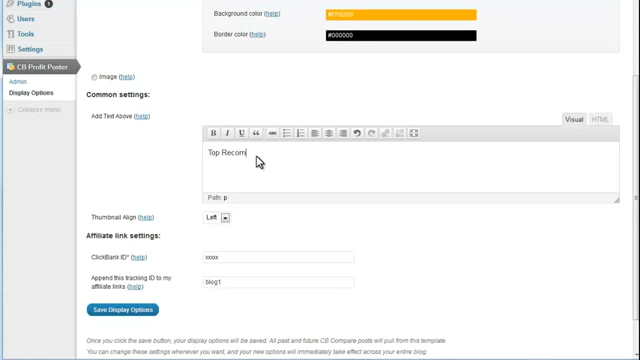 Plugins 1
Users
Tools
Settings
CB Profit Poster
Admin
Display Options
Collapse menu
Background color (help) #FFB200
Border color (help) #000000
Image (help)
Common settings:
Add Text Above (help)
Visual HTML
B I U “ ABC
Top Recom
Path: p
Thumbnail Align (help) Left
Affiliate link settings:
ClickBank ID* (help) xxxxx
Append this tracking ID to my affiliate links (help) blog1
Save Display Options
Once you click the save button, your display options will be saved. All past and future CB Compare posts will pull from this template.
You can change these settings whenever you want, and your new options will immediately take effect across your entire blog